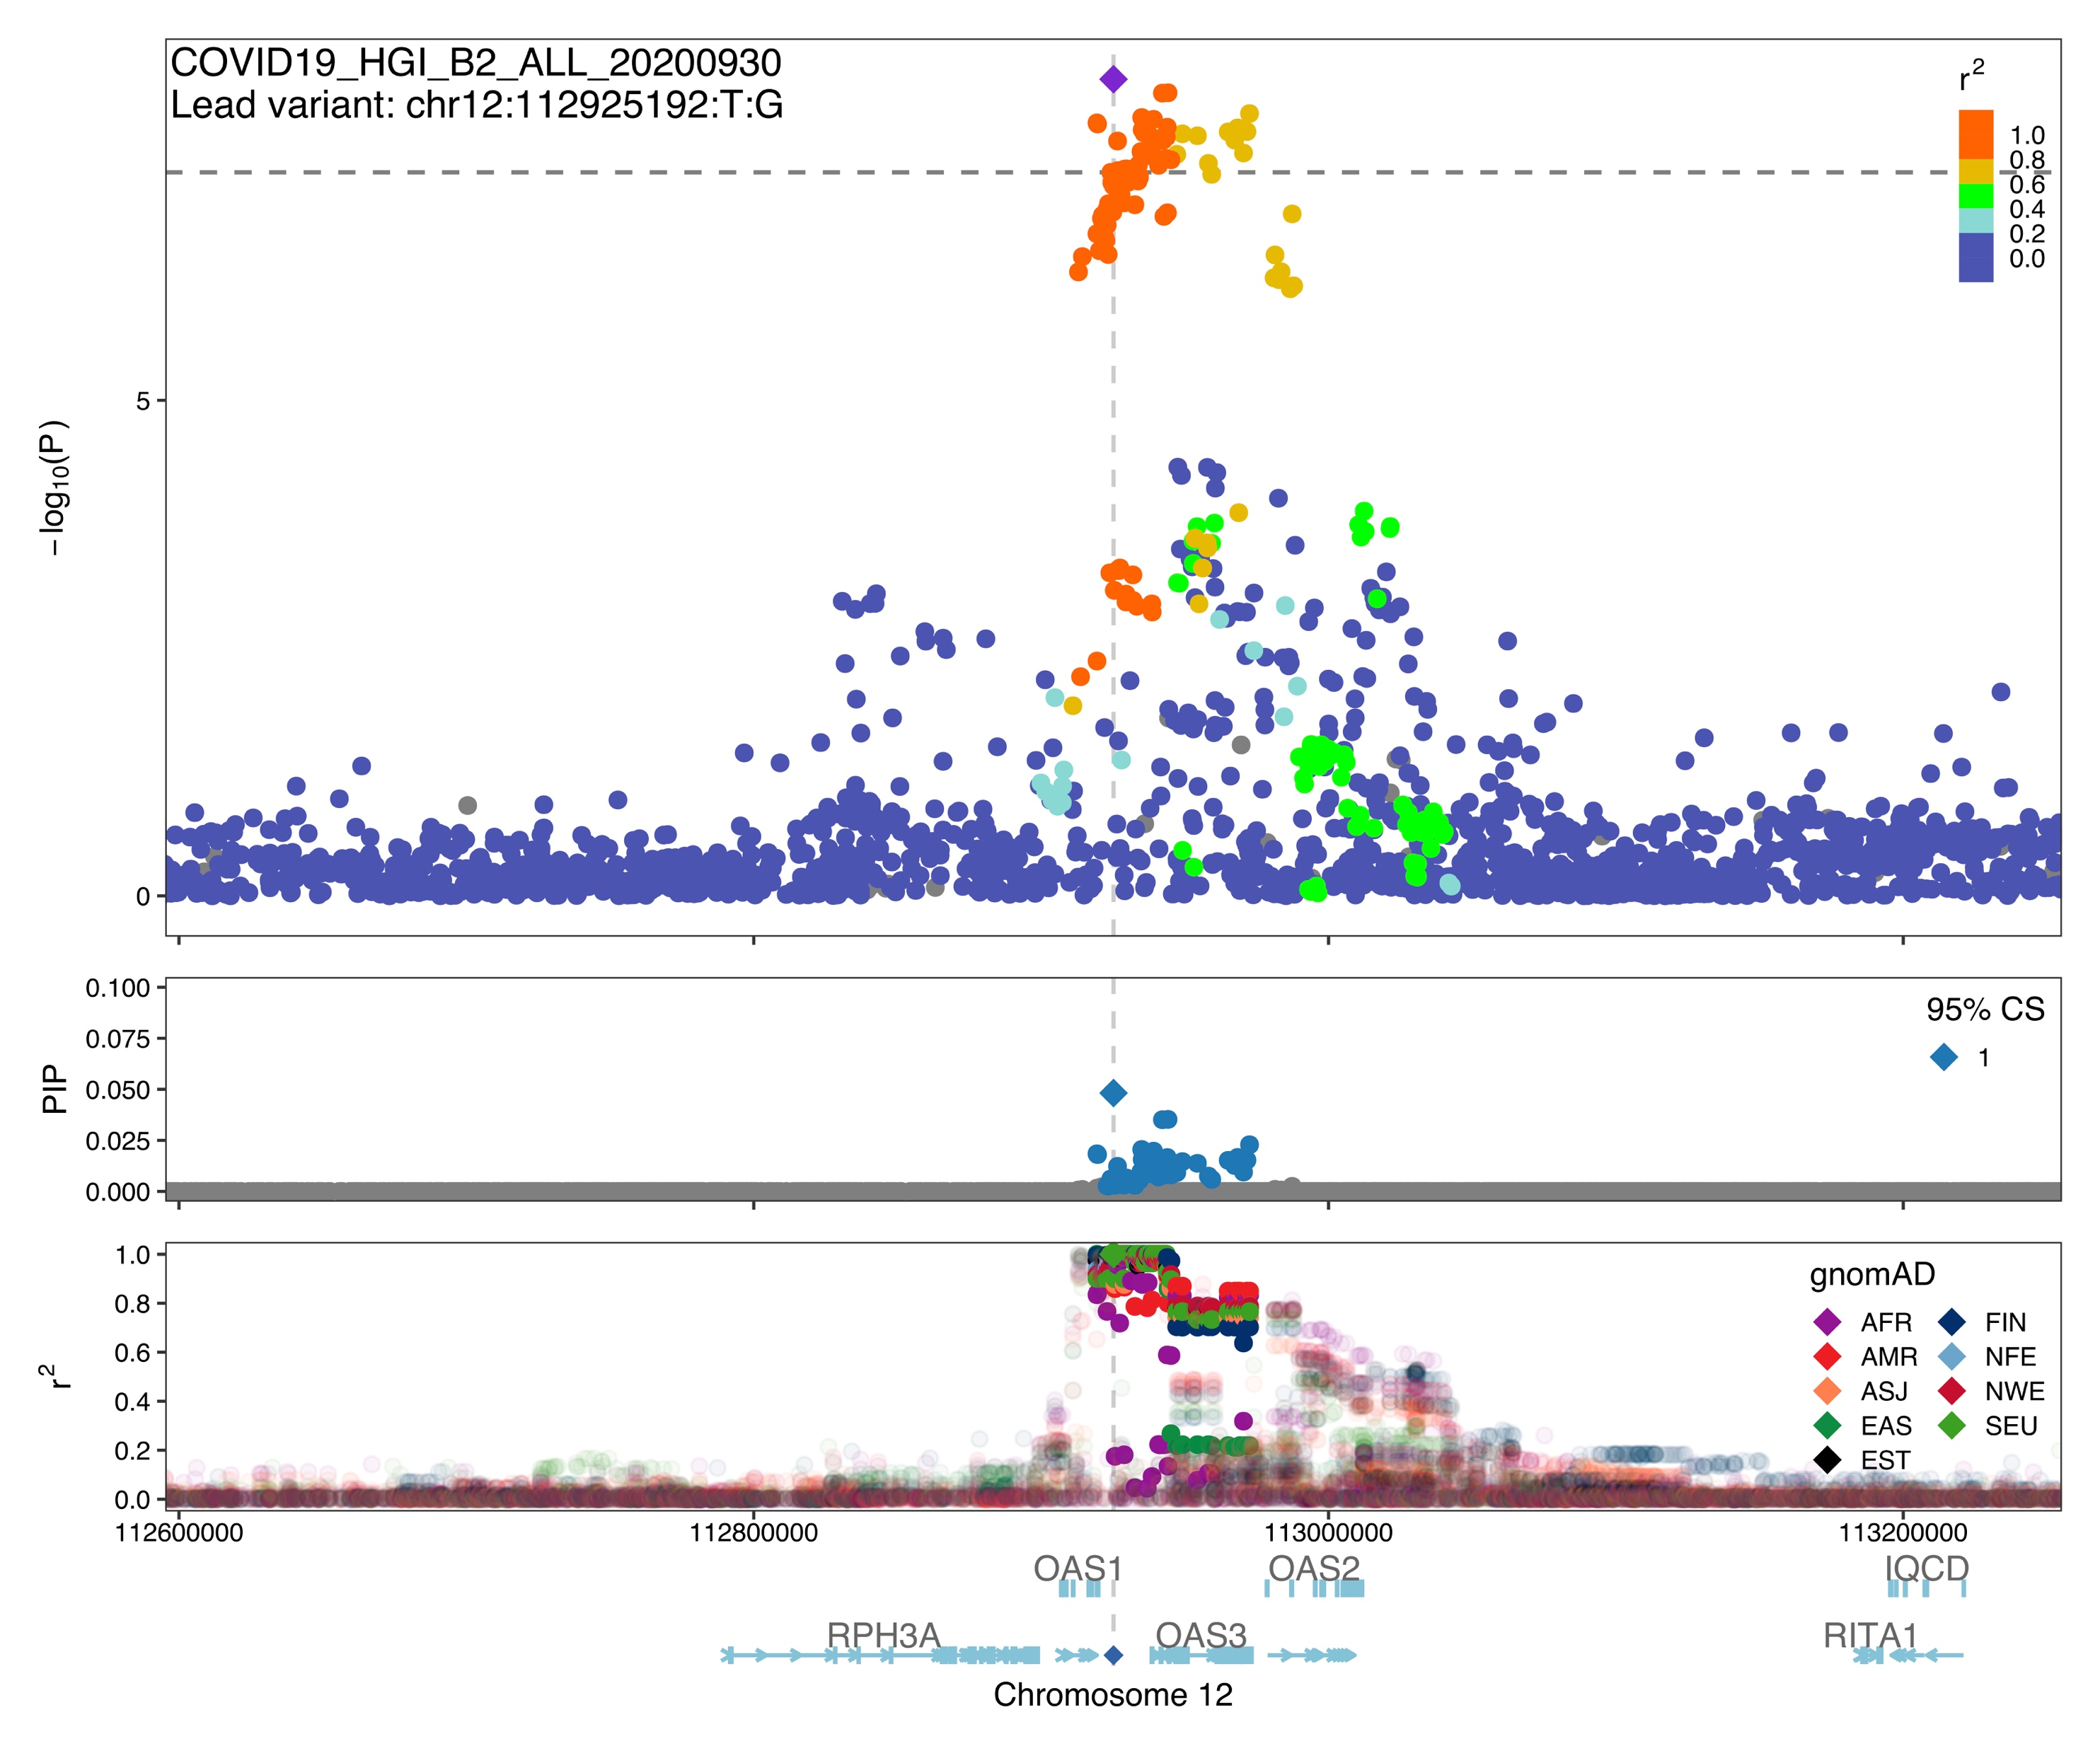 COVID19_HGI_B2_ALL_20200930
Lead variant: chr12:112925192:T:G
r²
1.0
0.8
0.6
0.4
0.2
0.0
−log₁₀(P)
5
0
PIP
0.100
0.075
0.050
0.025
0.000
95% CS
1
r²
1.0
0.8
0.6
0.4
0.2
0.0
gnomAD
AFR FIN
AMR NFE
ASJ NWE
EAS SEU
EST
112600000 112800000 113000000 113200000
OAS1 OAS2 IQCD
RPH3A OAS3 RITA1
Chromosome 12